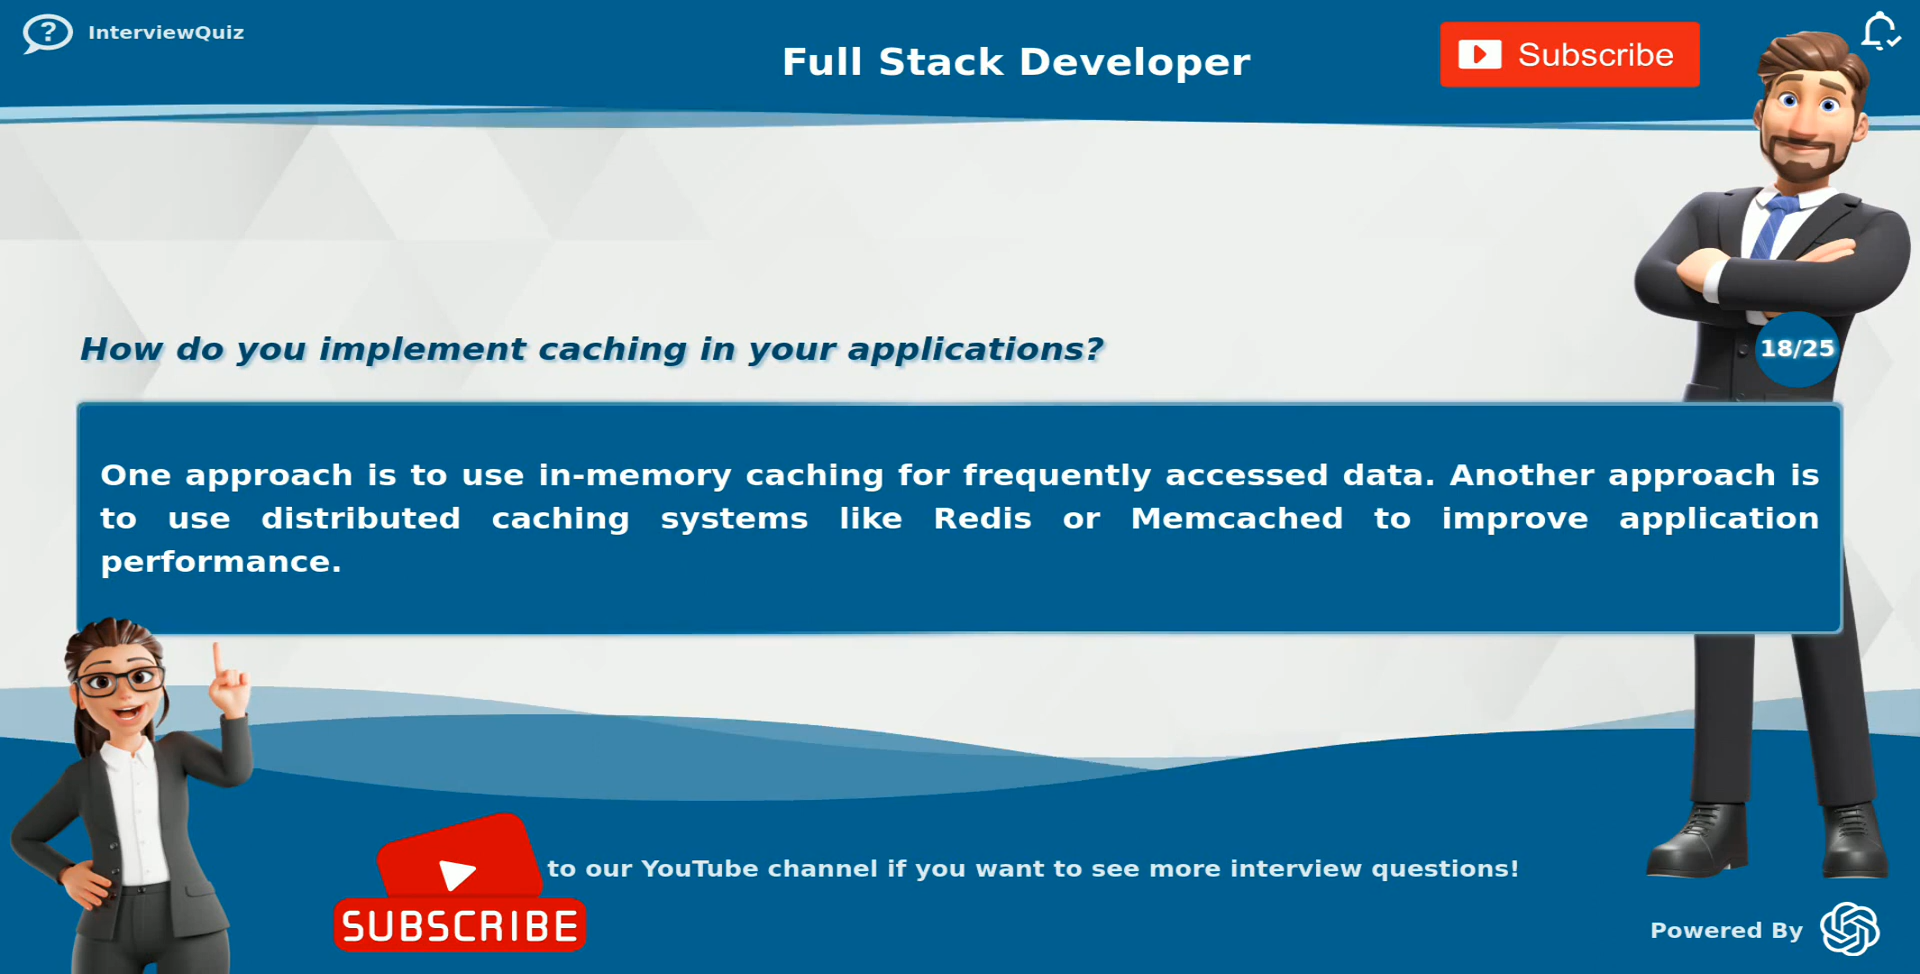 InterviewQuiz
Full Stack Developer
Subscribe
How do you implement caching in your applications?
18/25
One approach is to use in-memory caching for frequently accessed data. Another approach is
to use distributed caching systems like Redis or Memcached to improve application
performance.
to our YouTube channel if you want to see more interview questions!
SUBSCRIBE
Powered By